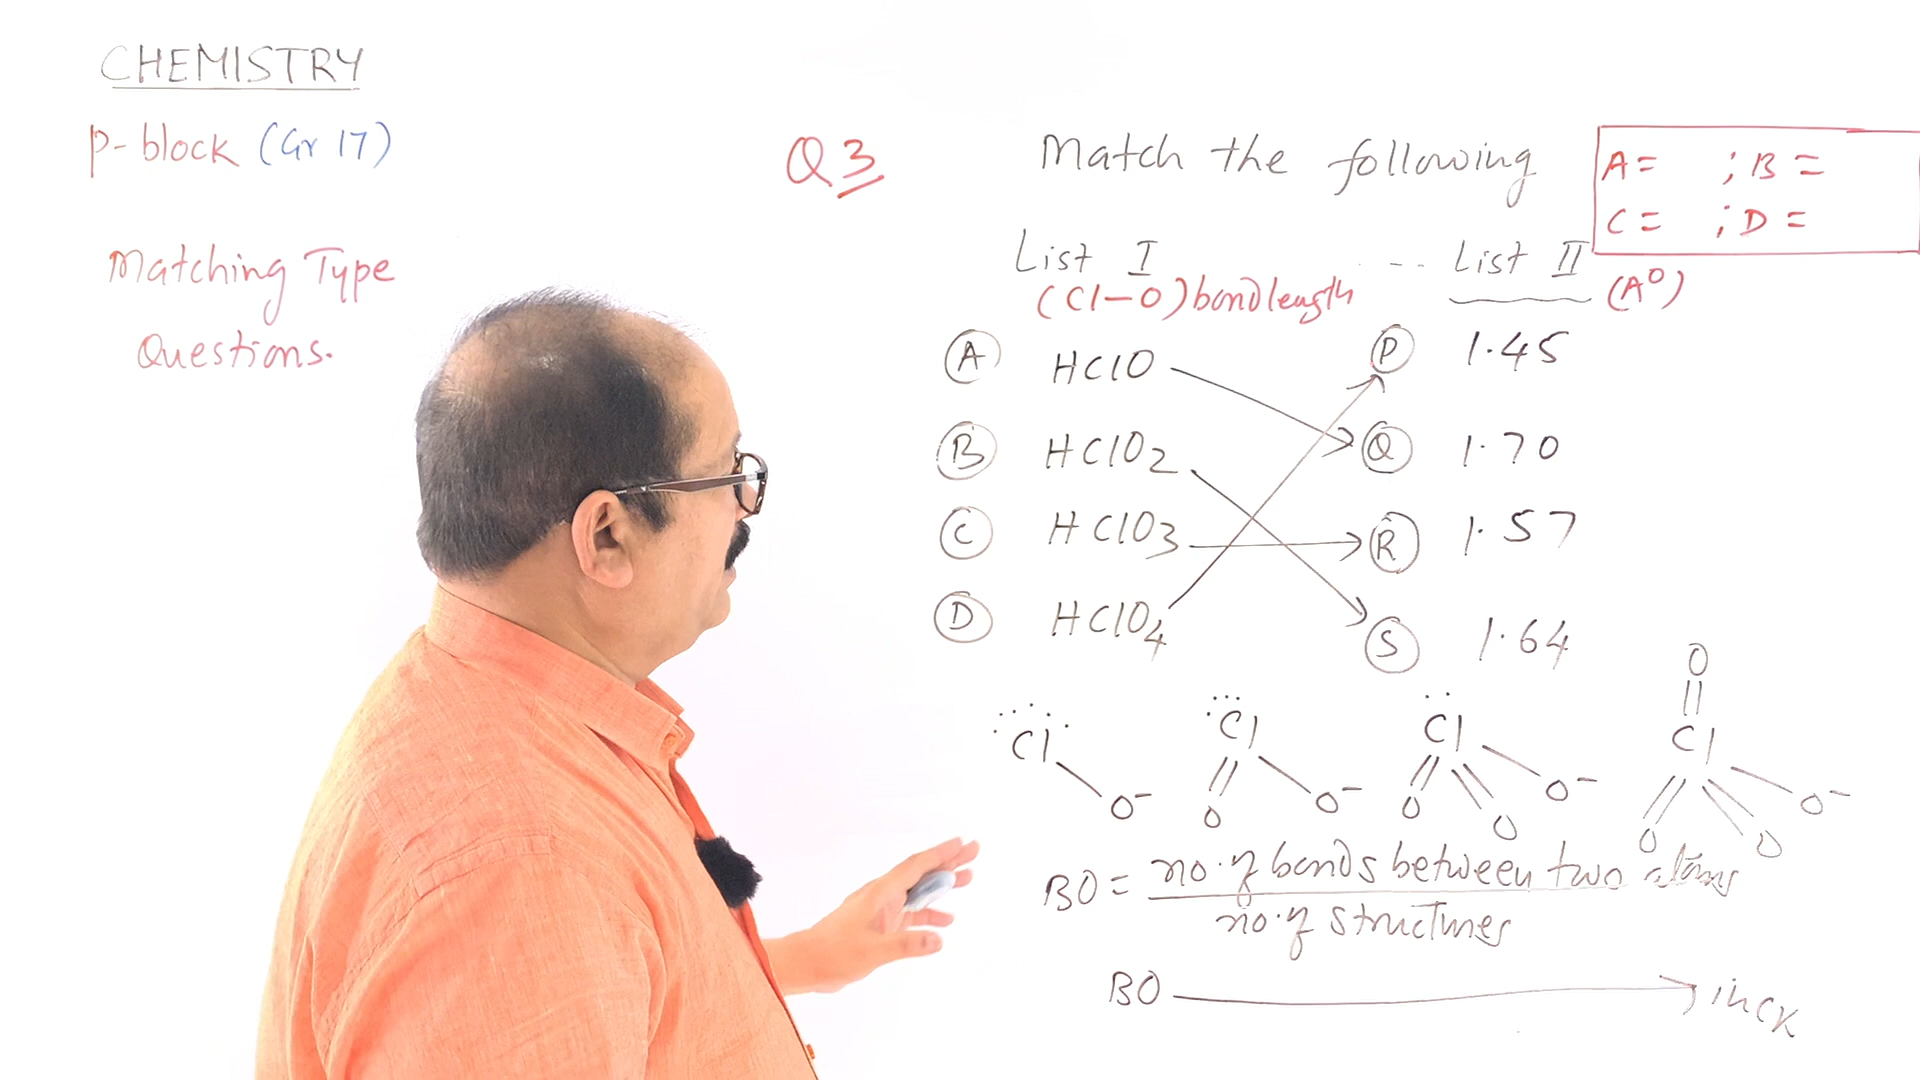 CHEMISTRY
p-block (Gr 17)
Matching Type
Questions.
Q3
Match the following
A= ; B =
C = ; D =
List I -- List II
(Cl-O) bond length (A⁰)
A HClO P 1.45
B HClO2 Q 1.70
C HClO3 R 1.57
D HClO4 S 1.64
Cl O-
Cl O O-
Cl O O O-
O Cl O O O-
BO = no. of bonds between two atoms
no. of structures
BO → incr